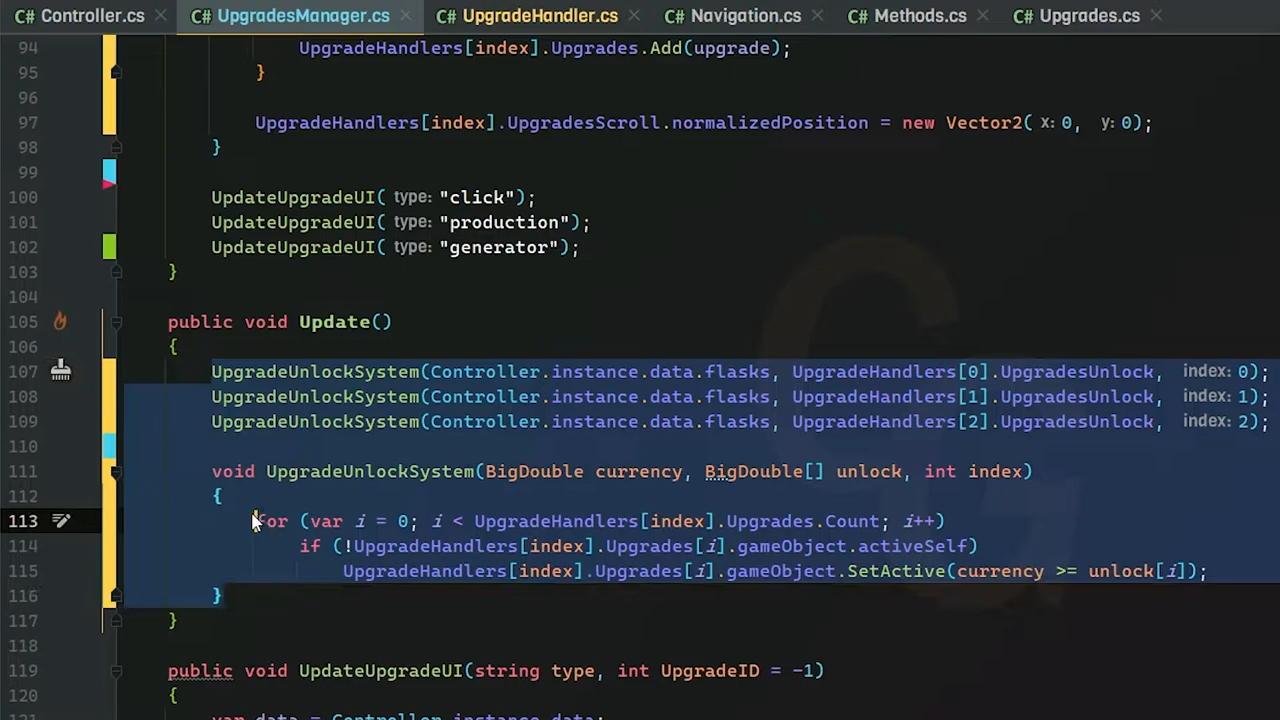 C# Controller.cs × C# UpgradesManager.cs × C# UpgradeHandler.cs × C# Navigation.cs × C# Methods.cs × C# Upgrades.cs ×
94 UpgradeHandlers[index].Upgrades.Add(upgrade);
95 }
96
97 UpgradeHandlers[index].UpgradesScroll.normalizedPosition = new Vector2( x: 0, y: 0);
98 }
99
100 UpdateUpgradeUI( type: "click");
101 UpdateUpgradeUI( type: "production");
102 UpdateUpgradeUI( type: "generator");
103 }
104
105 public void Update()
106 {
107 UpgradeUnlockSystem(Controller.instance.data.flasks, UpgradeHandlers[0].UpgradesUnlock, index: 0);
108 UpgradeUnlockSystem(Controller.instance.data.flasks, UpgradeHandlers[1].UpgradesUnlock, index: 1);
109 UpgradeUnlockSystem(Controller.instance.data.flasks, UpgradeHandlers[2].UpgradesUnlock, index: 2);
110
111 void UpgradeUnlockSystem(BigDouble currency, BigDouble[] unlock, int index)
112 {
113 for (var i = 0; i < UpgradeHandlers[index].Upgrades.Count; i++)
114 if (!UpgradeHandlers[index].Upgrades[i].gameObject.activeSelf)
115 UpgradeHandlers[index].Upgrades[i].gameObject.SetActive(currency >= unlock[i]);
116 }
117 }
118
119 public void UpdateUpgradeUI(string type, int UpgradeID = -1)
120 {
121 var data = Controller.instance.data;